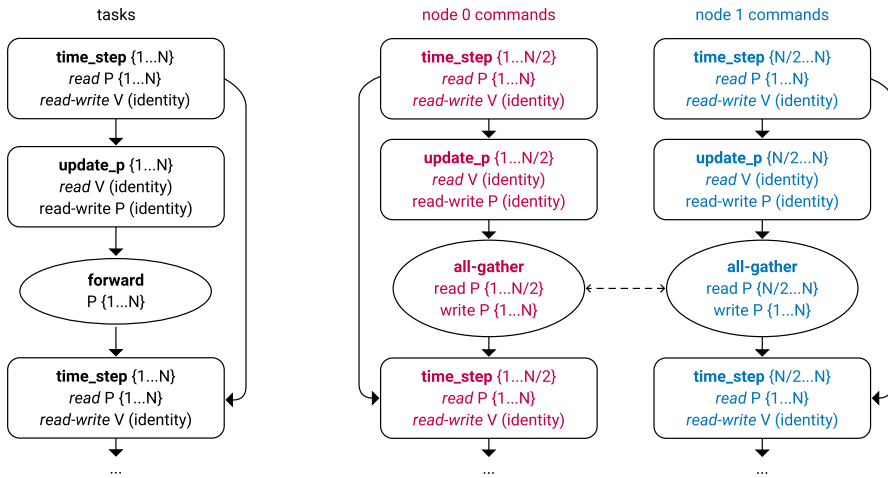 tasks
time_step {1...N}
read P {1...N}
read-write V (identity)
update_p {1...N}
read V (identity)
read-write P (identity)
forward
P {1...N}
time_step {1...N}
read P {1...N}
read-write V (identity)
...
node 0 commands
time_step {1...N/2}
read P {1...N}
read-write V (identity)
update_p {1...N/2}
read V (identity)
read-write P (identity)
all-gather
read P {1...N/2}
write P {1...N}
time_step {1...N/2}
read P {1...N}
read-write V (identity)
...
node 1 commands
time_step {N/2...N}
read P {1...N}
read-write V (identity)
update_p {N/2...N}
read V (identity)
read-write P (identity)
all-gather
read P {N/2...N}
write P {1...N}
time_step {N/2...N}
read P {1...N}
read-write V (identity)
...